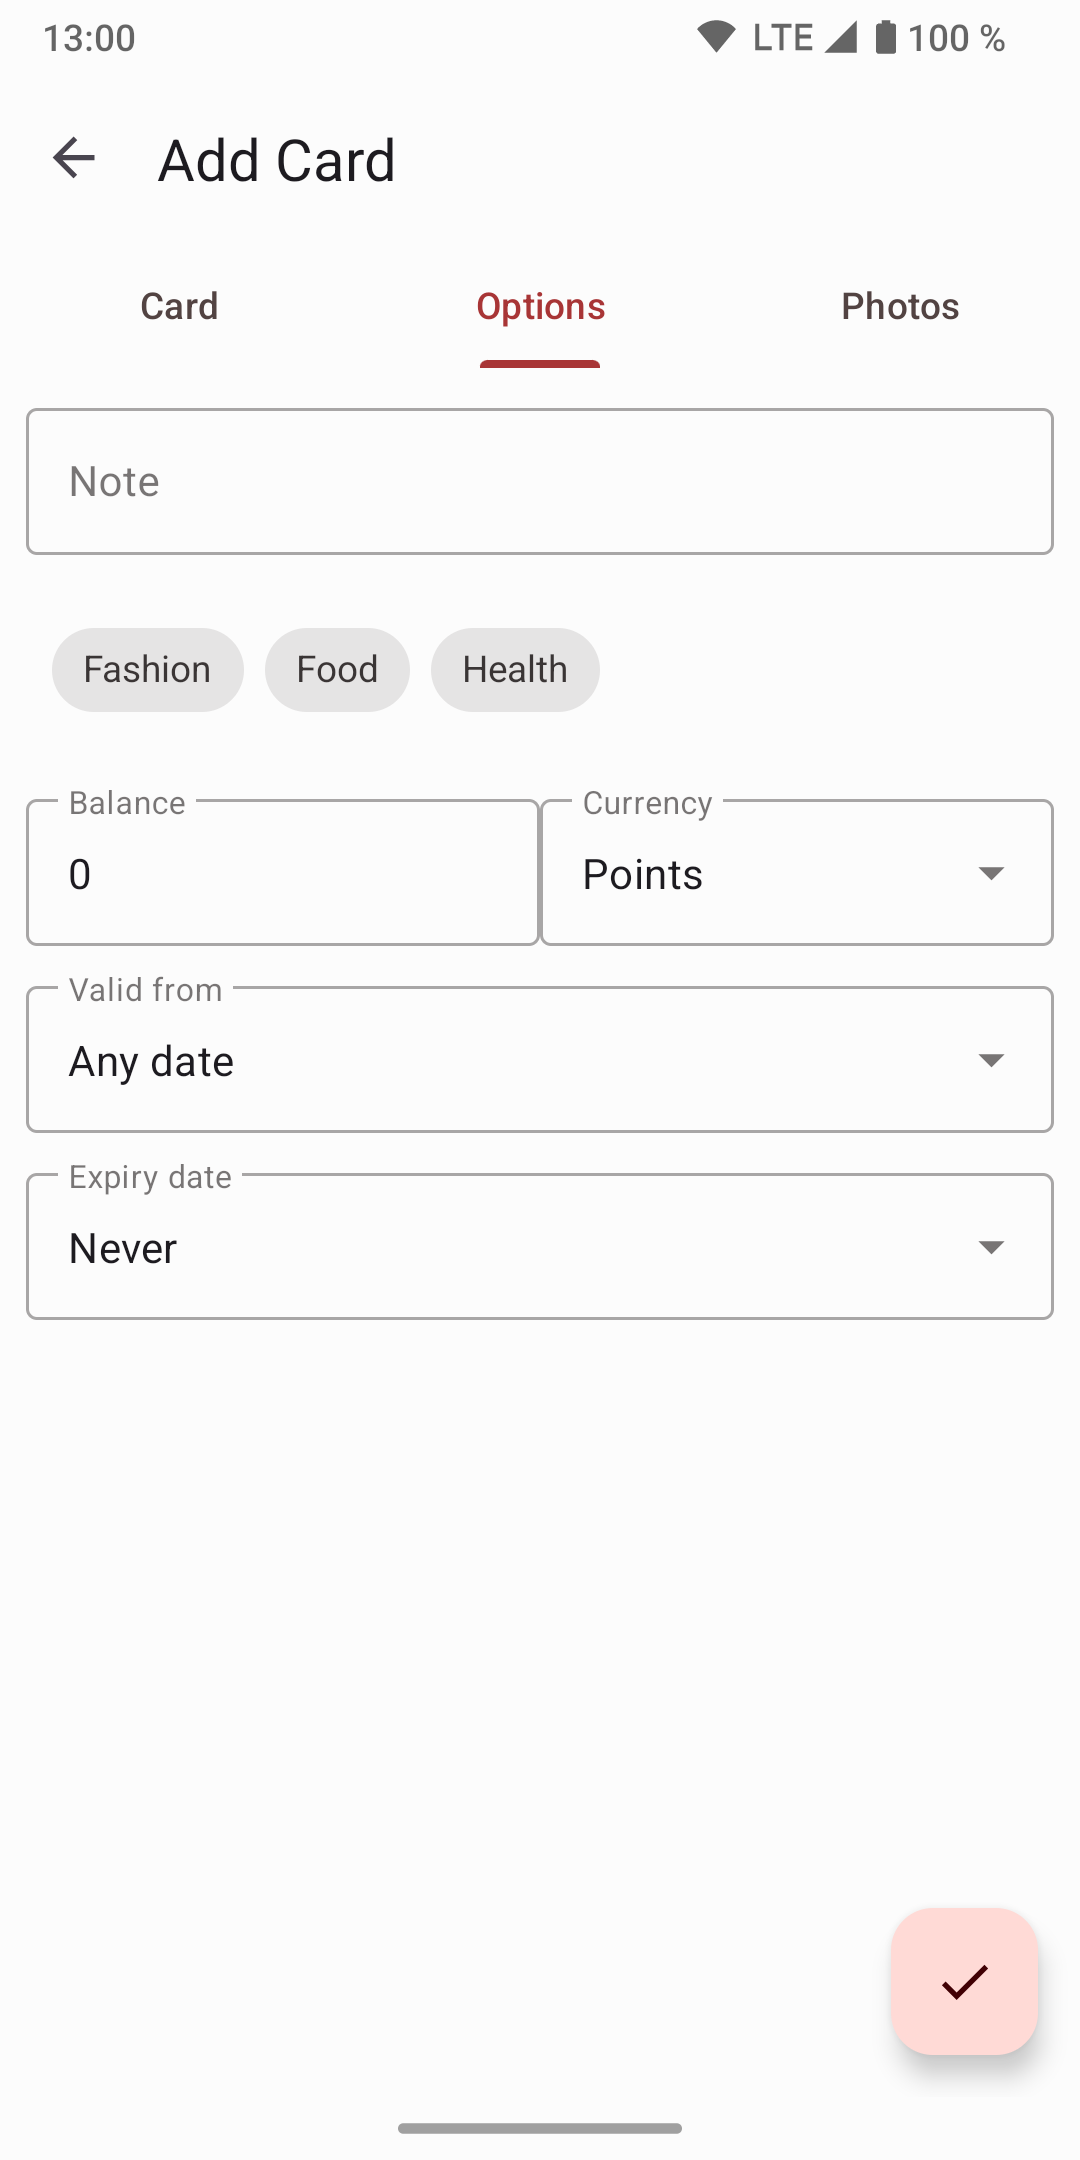 13:00 LTE 100 %
Add Card
Card Options Photos
Note
Fashion Food Health
Balance Currency
0 Points
Valid from
Any date
Expiry date
Never